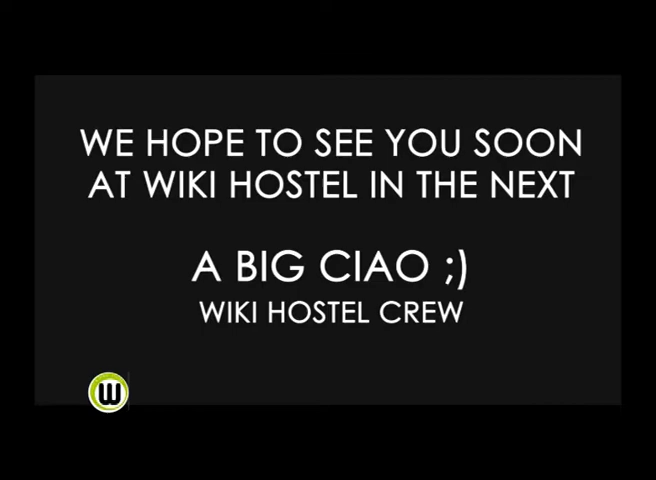 WE HOPE TO SEE YOU SOON
AT WIKI HOSTEL IN THE NEXT
A BIG CIAO ;)
WIKI HOSTEL CREW
W